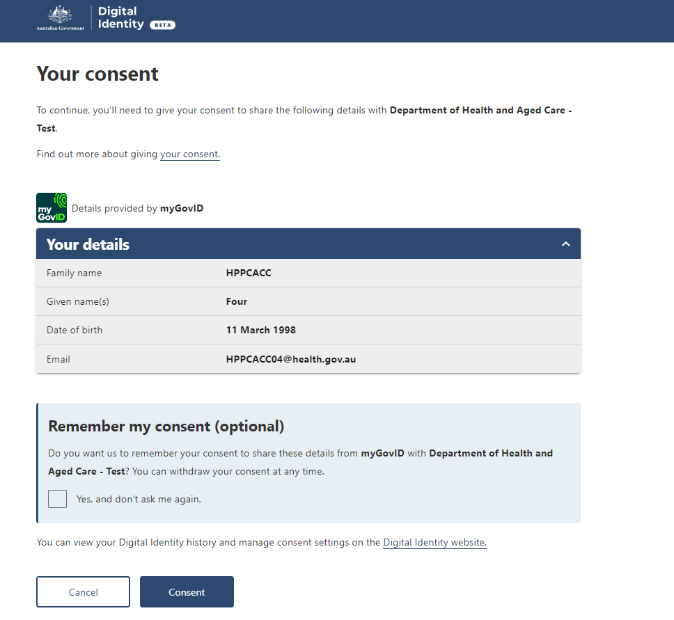 Australian Government
Digital
Identity BETA
Your consent
To continue, you'll need to give your consent to share the following details with Department of Health and Aged Care -
Test.
Find out more about giving your consent.
my
GovID
Details provided by myGovID
Your details
Family name HPPCACC
Given name(s) Four
Date of birth 11 March 1998
Email HPPCACC04@health.gov.au
Remember my consent (optional)
Do you want us to remember your consent to share these details from myGovID with Department of Health and
Aged Care - Test? You can withdraw your consent at any time.
Yes, and don't ask me again.
You can view your Digital Identity history and manage consent settings on the Digital Identity website.
Cancel Consent